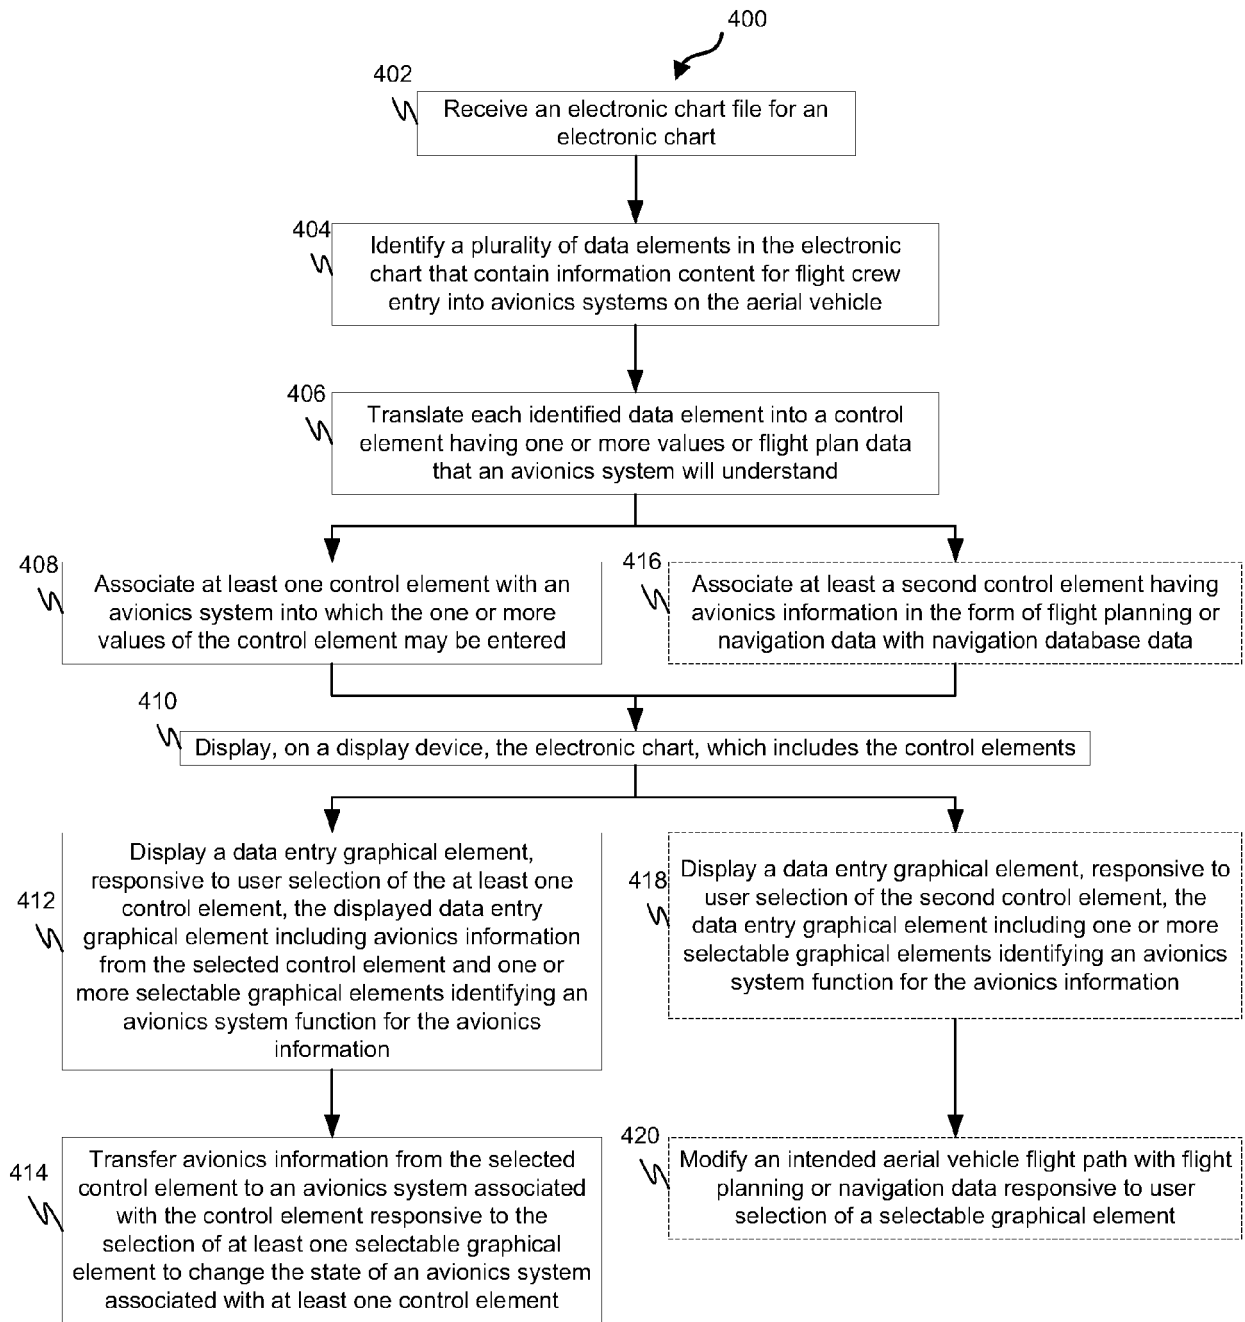 400
402
Receive an electronic chart file for an
electronic chart
404
Identify a plurality of data elements in the electronic
chart that contain information content for flight crew
entry into avionics systems on the aerial vehicle
406
Translate each identified data element into a control
element having one or more values or flight plan data
that an avionics system will understand
408
Associate at least one control element with an
avionics system into which the one or more
values of the control element may be entered
416
Associate at least a second control element having
avionics information in the form of flight planning or
navigation data with navigation database data
410
Display, on a display device, the electronic chart, which includes the control elements
412
Display a data entry graphical element,
responsive to user selection of the at least one
control element, the displayed data entry
graphical element including avionics information
from the selected control element and one or
more selectable graphical elements identifying an
avionics system function for the avionics
information
418
Display a data entry graphical element, responsive to
user selection of the second control element, the
data entry graphical element including one or more
selectable graphical elements identifying an avionics
system function for the avionics information
414
Transfer avionics information from the selected
control element to an avionics system associated
with the control element responsive to the
selection of at least one selectable graphical
element to change the state of an avionics system
associated with at least one control element
420
Modify an intended aerial vehicle flight path with flight
planning or navigation data responsive to user
selection of a selectable graphical element